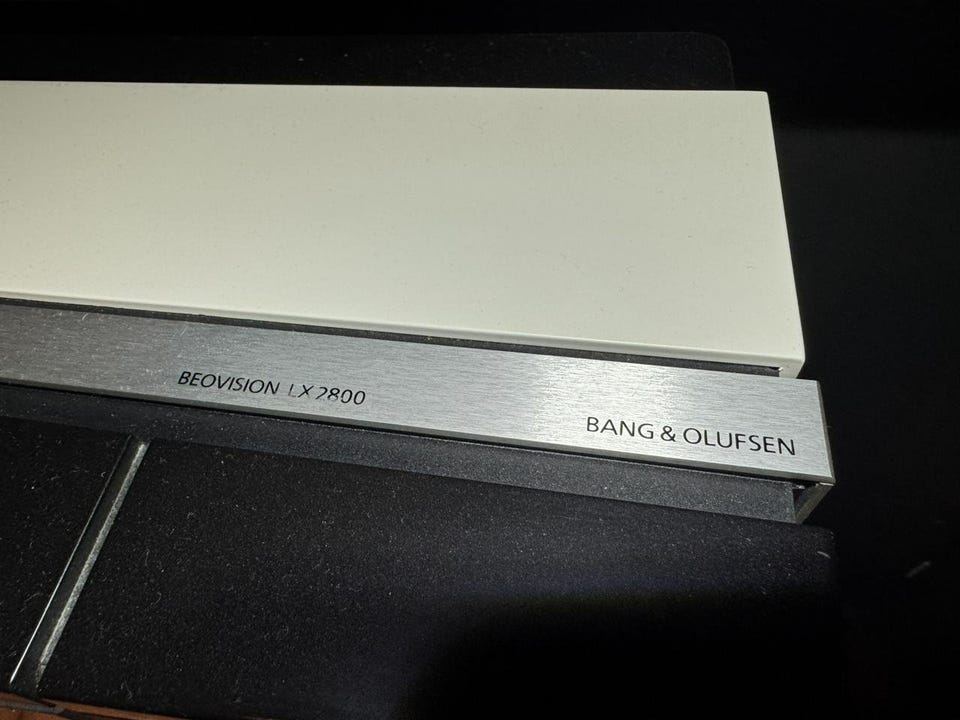 BEOVISION LX 2800
BANG & OLUFSEN